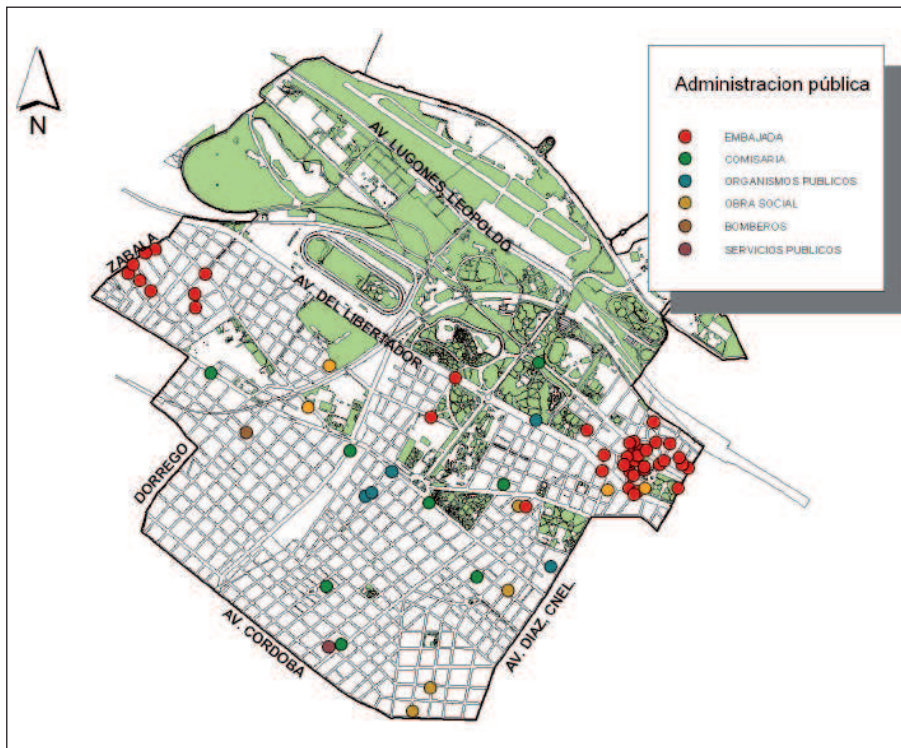 N
Administracion pública
EMBAJADA
COMISARIA
ORGANISMOS PUBLICOS
OBRA SOCIAL
BOMBEROS
SERVICIOS PUBLICOS
AV. LUGONES, LEOPOLDO
ZABALA
AV. DEL LIBERTADOR
DORREGO
AV. CORDOBA
AV. DIAZ, CNEL.